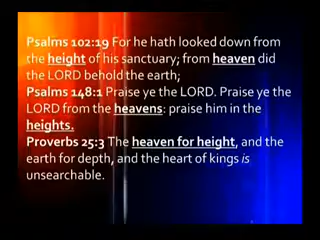 Psalms 102:19 For he hath looked down from
the height of his sanctuary; from heaven did
the LORD behold the earth;
Psalms 148:1 Praise ye the LORD. Praise ye the
LORD from the heavens: praise him in the
heights.
Proverbs 25:3 The heaven for height, and the
earth for depth, and the heart of kings is
unsearchable.